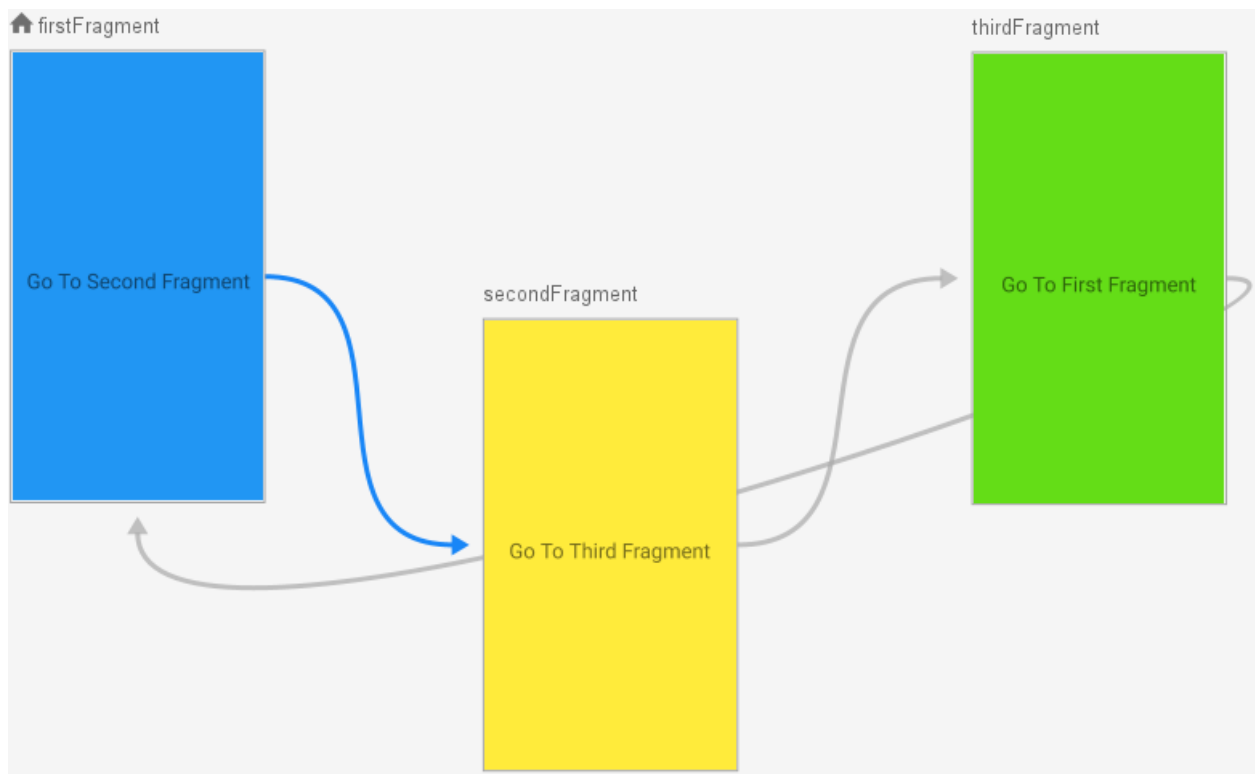 firstFragment
Go To Second Fragment
secondFragment
Go To Third Fragment
thirdFragment
Go To First Fragment